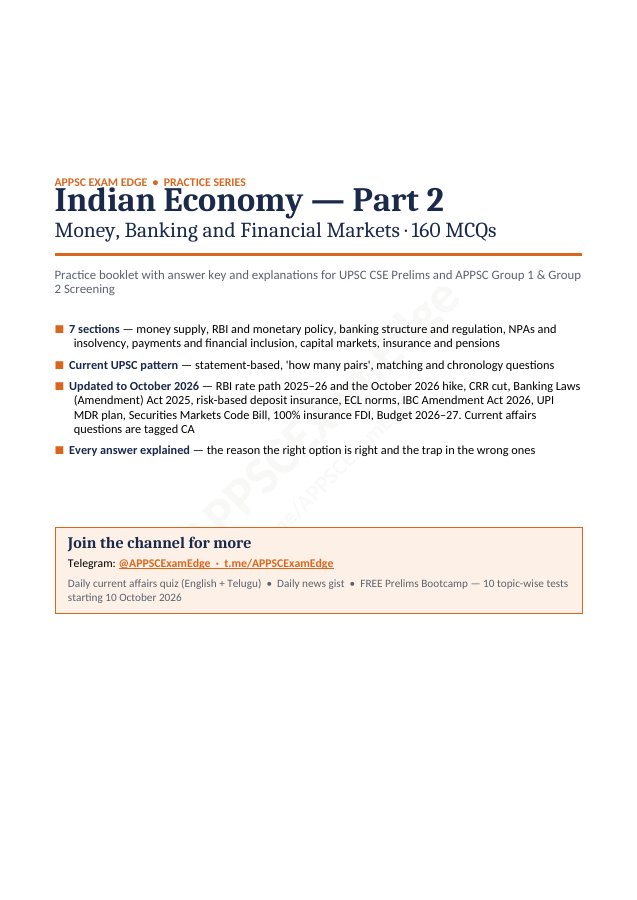 APPSC EXAM EDGE ● PRACTICE SERIES
Indian Economy — Part 2
Money, Banking and Financial Markets · 160 MCQs
Practice booklet with answer key and explanations for UPSC CSE Prelims and APPSC Group 1 & Group
2 Screening
■ 7 sections — money supply, RBI and monetary policy, banking structure and regulation, NPAs and
insolvency, payments and financial inclusion, capital markets, insurance and pensions
■ Current UPSC pattern — statement-based, 'how many pairs', matching and chronology questions
■ Updated to October 2026 — RBI rate path 2025–26 and the October 2026 hike, CRR cut, Banking Laws
(Amendment) Act 2025, risk-based deposit insurance, ECL norms, IBC Amendment Act 2026, UPI
MDR plan, Securities Markets Code Bill, 100% insurance FDI, Budget 2026–27. Current affairs
questions are tagged CA
■ Every answer explained — the reason the right option is right and the trap in the wrong ones
Join the channel for more
Telegram: @APPSCExamEdge · t.me/APPSCExamEdge
Daily current affairs quiz (English + Telugu) ● Daily news gist ● FREE Prelims Bootcamp — 10 topic-wise tests
starting 10 October 2026